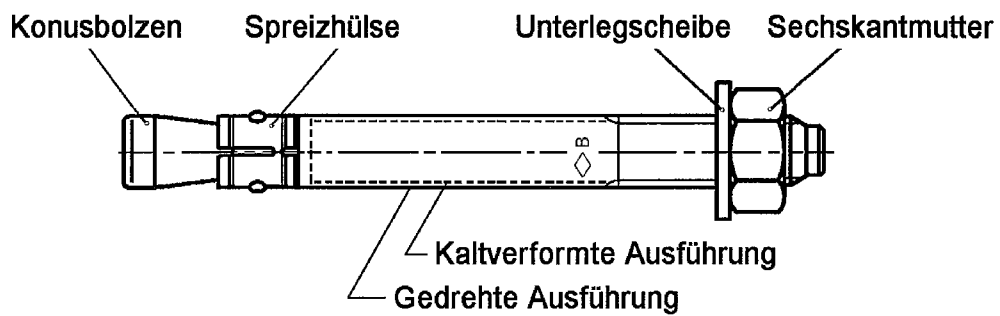 Konusbolzen Spreizhülse Unterlegscheibe Sechskantmutter
B
Kaltverformte Ausführung
Gedrehte Ausführung